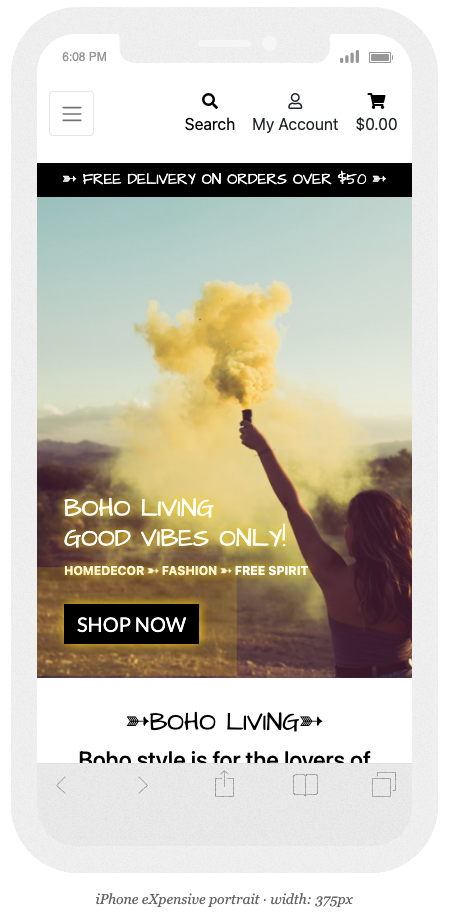 6:08 PM
Search My Account $0.00
➳ FREE DELIVERY ON ORDERS OVER $50 ➳
BOHO LIVING
GOOD VIBES ONLY!
HOMEDECOR ➳ FASHION ➳ FREE SPIRIT
SHOP NOW
➳BOHO LIVING➳
Boho style is for the lovers of
iPhone eXpensive portrait · width: 375px